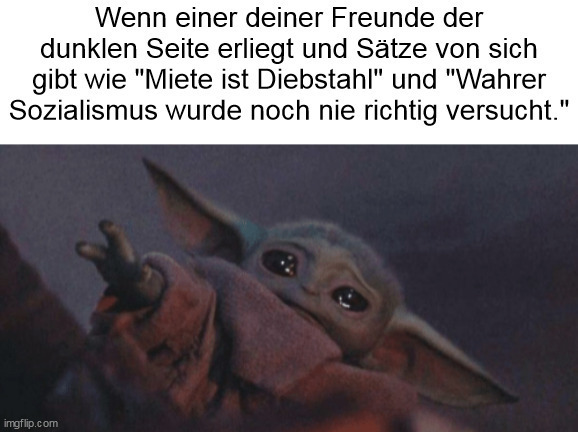 Wenn einer deiner Freunde der
dunklen Seite erliegt und Sätze von sich
gibt wie "Miete ist Diebstahl" und "Wahrer
Sozialismus wurde noch nie richtig versucht."
imgflip.com